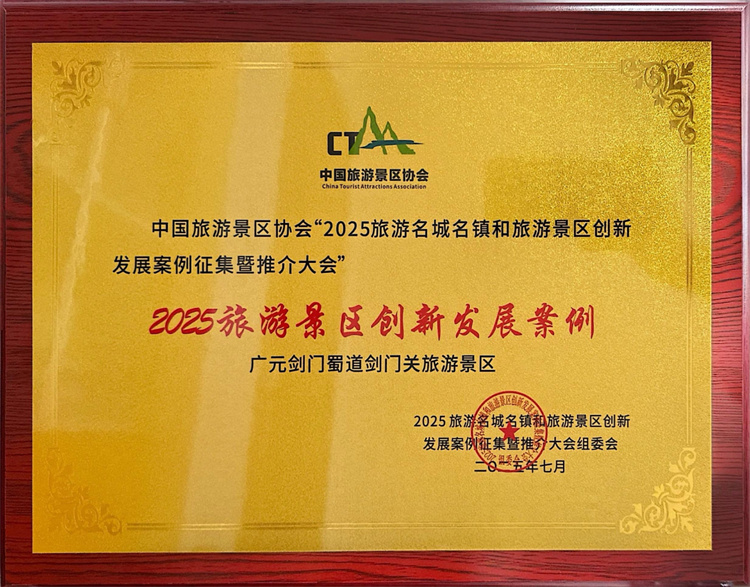 CTAA
中国旅游景区协会
China Tourist Attractions Association
中国旅游景区协会“2025旅游名城名镇和旅游景区创新
发展案例征集暨推介大会”
2025旅游景区创新发展案例
广元剑门蜀道剑门关旅游景区
2025旅游名城名镇和旅游景区创新
发展案例征集暨推介大会组委会
二〇二五年七月